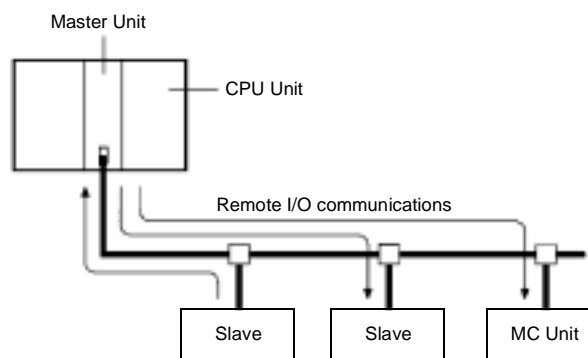 Master Unit
CPU Unit
Remote I/O communications
Slave
Slave
MC Unit